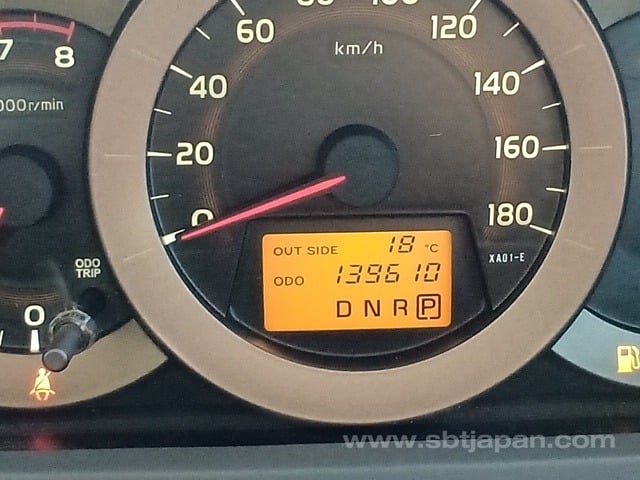 100
60
120
km/h
7
8
40
140
000r/min
20
160
0
180
OUT SIDE 18 °C
XA01-E
ODO
TRIP
ODO 139610
0
D N R P
www.sbtjapan.com